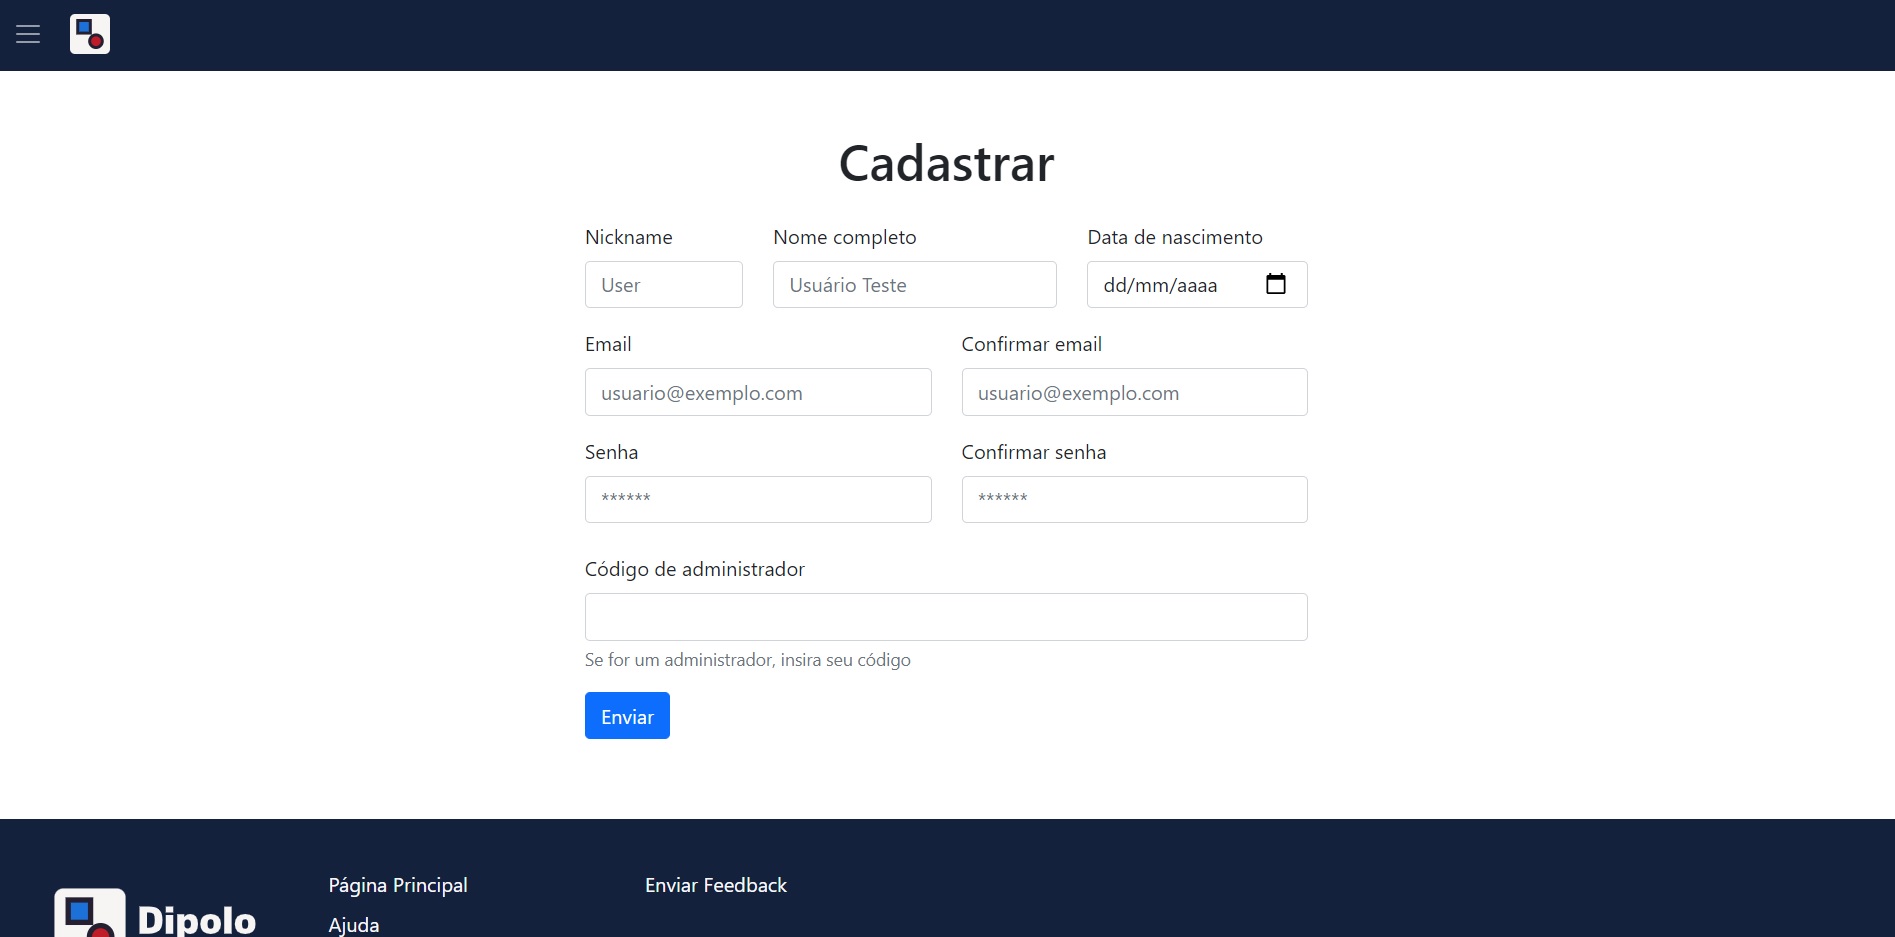 Cadastrar
Nickname Nome completo Data de nascimento
User Usuário Teste dd/mm/aaaa
Email Confirmar email
usuario@exemplo.com usuario@exemplo.com
Senha Confirmar senha
****** ******
Código de administrador
Se for um administrador, insira seu código
Enviar
Página Principal Enviar Feedback
Dipolo
Ajuda